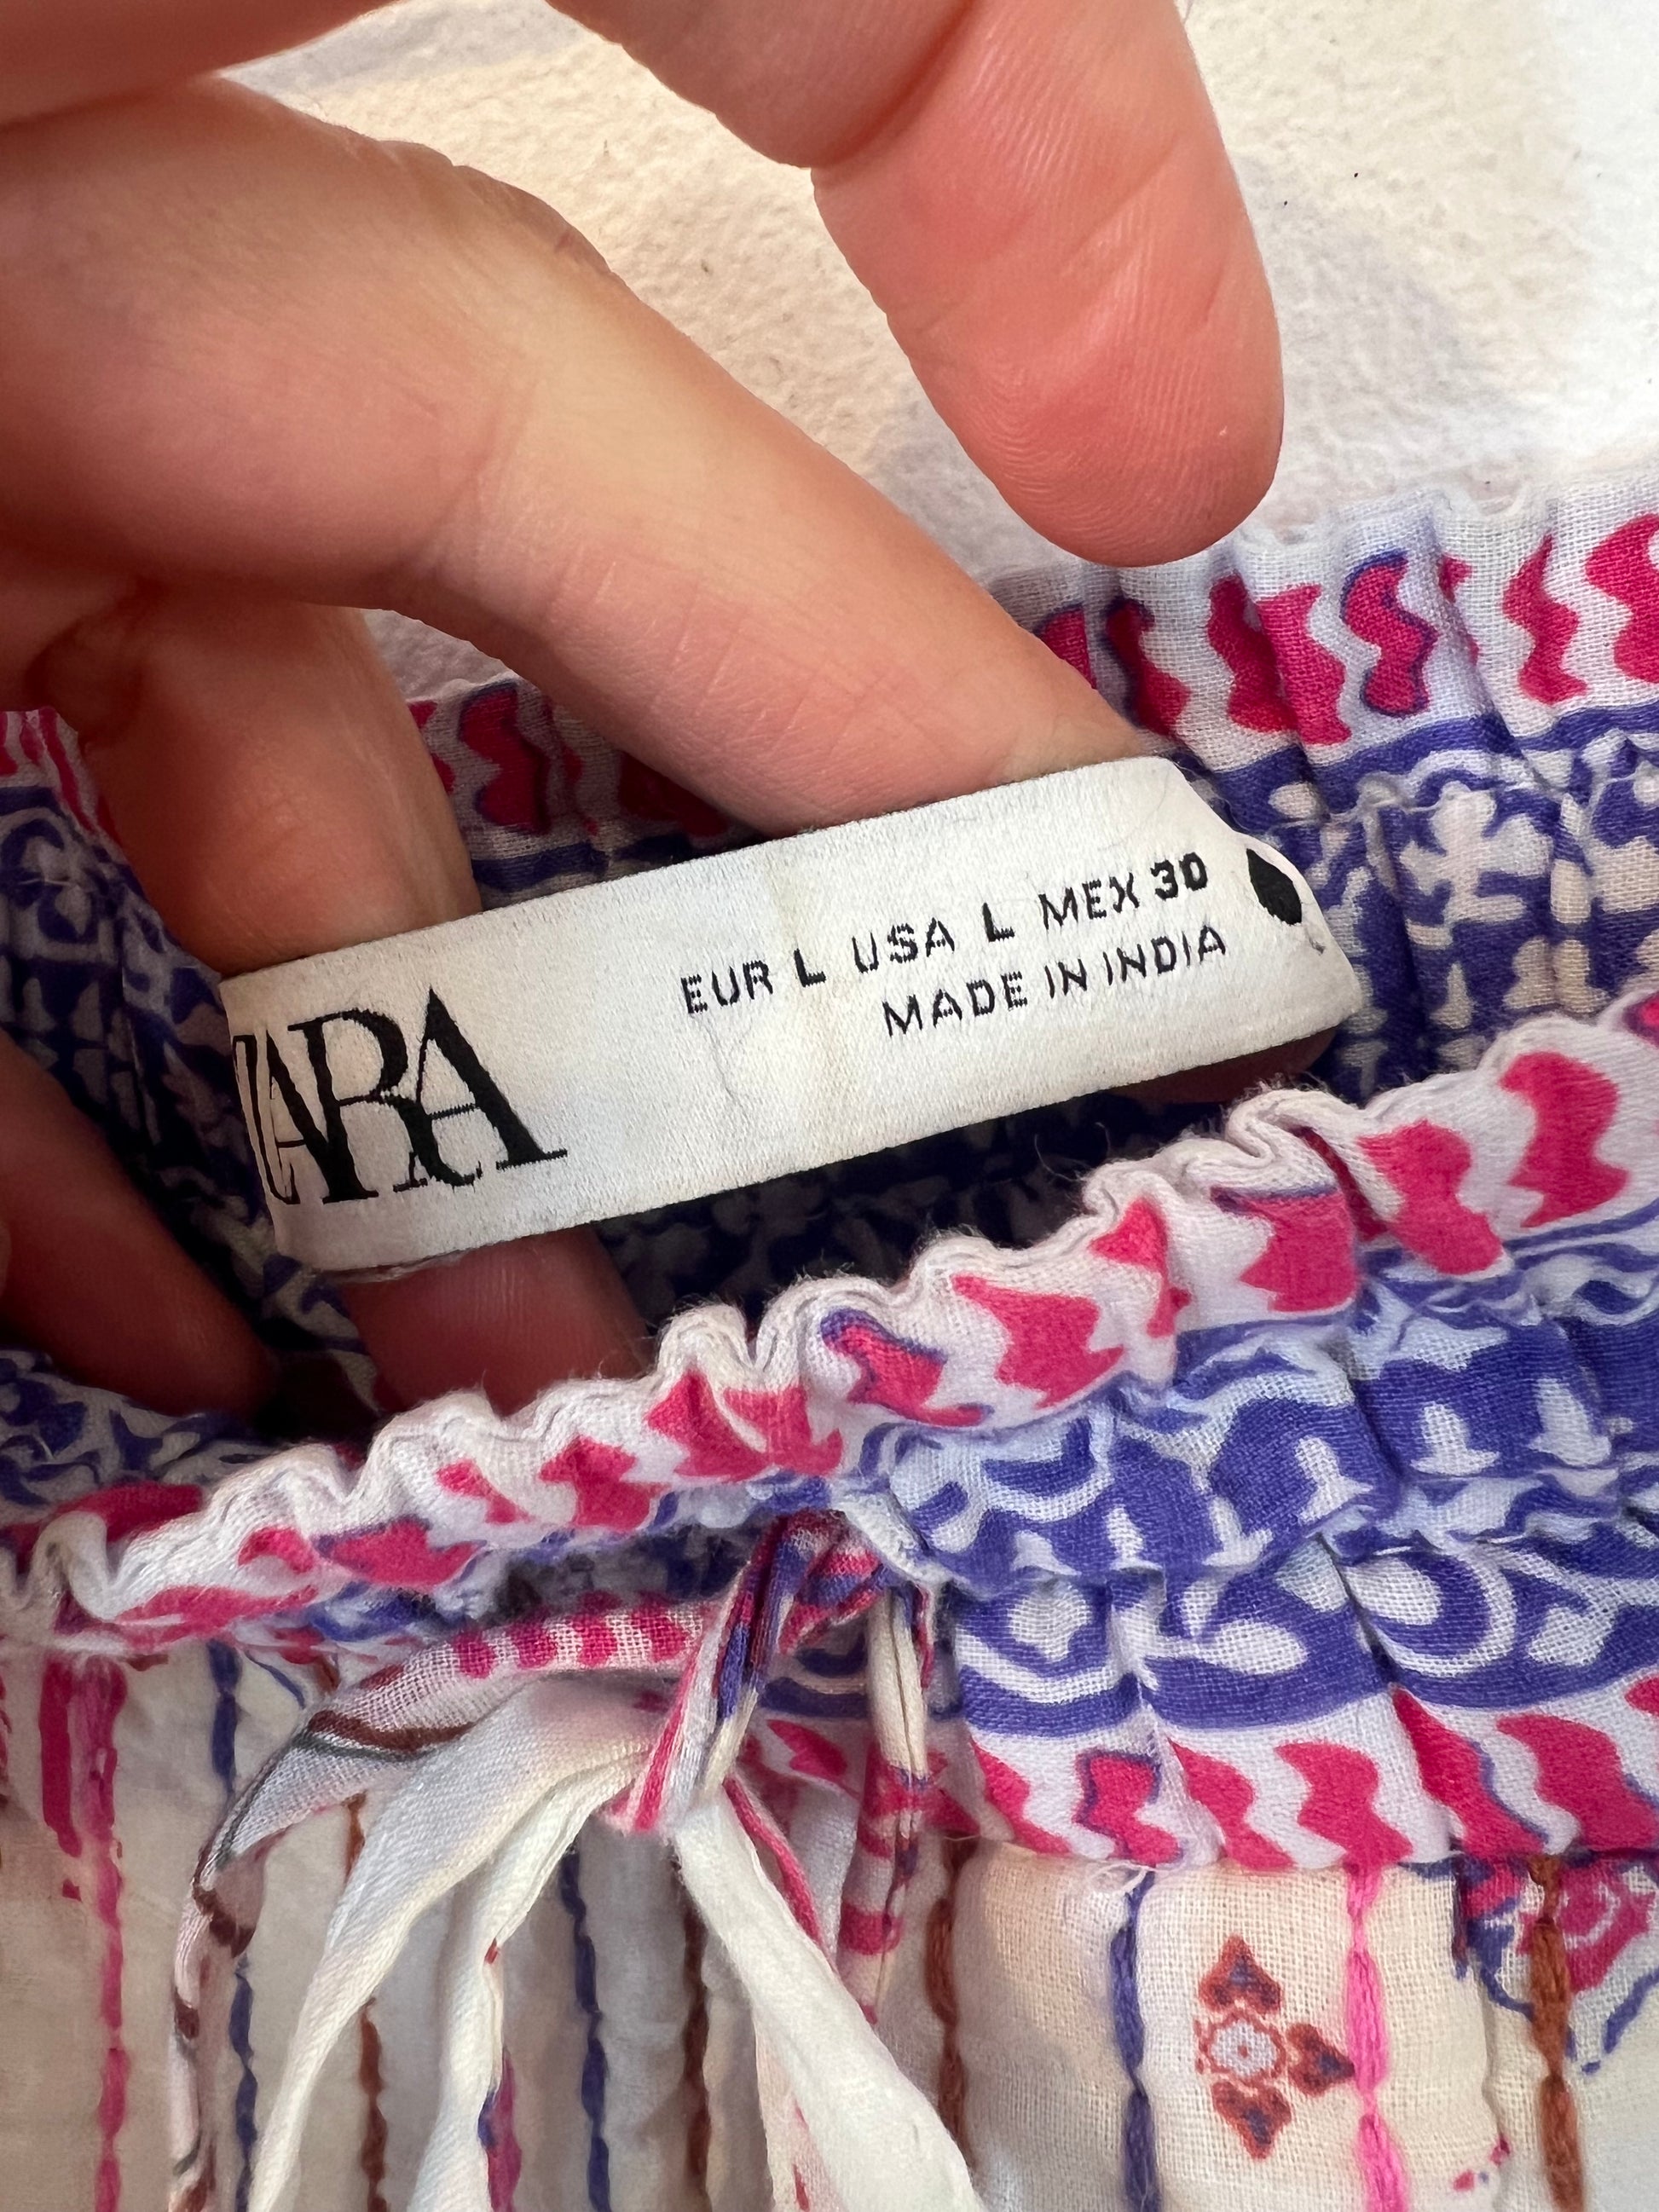 ZARA
EUR L USA L MEX 30
MADE IN INDIA